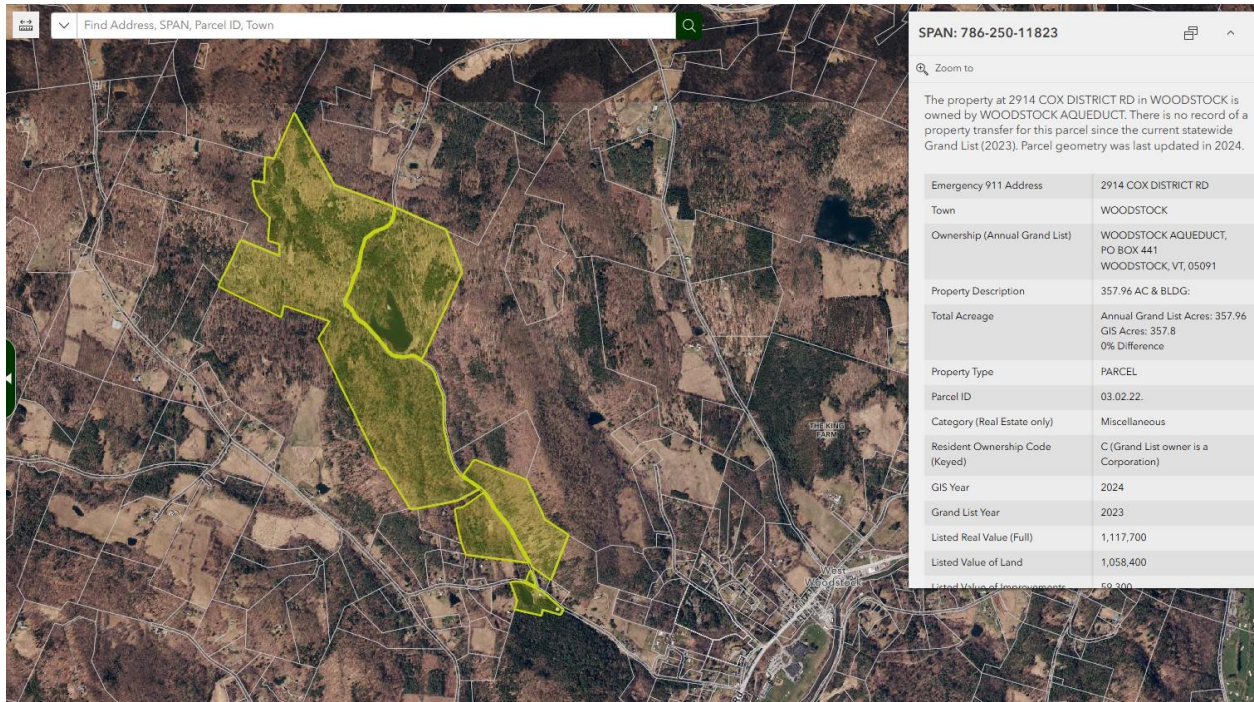 Find Address, SPAN, Parcel ID, Town
SPAN: 786-250-11823
Zoom to
The property at 2914 COX DISTRICT RD in WOODSTOCK is
owned by WOODSTOCK AQUEDUCT. There is no record of a
property transfer for this parcel since the current statewide
Grand List (2023). Parcel geometry was last updated in 2024.
Emergency 911 Address 2914 COX DISTRICT RD
Town WOODSTOCK
Ownership (Annual Grand List) WOODSTOCK AQUEDUCT,
PO BOX 441
WOODSTOCK, VT, 05091
Property Description 357.96 AC & BLDG:
Total Acreage Annual Grand List Acres: 357.96
GIS Acres: 357.8
0% Difference
Property Type PARCEL
Parcel ID 03.02.22.
Category (Real Estate only) Miscellaneous
Resident Ownership Code C (Grand List owner is a
(Keyed) Corporation)
GIS Year 2024
Grand List Year 2023
Listed Real Value (Full) 1,117,700
Listed Value of Land 1,058,400
Listed Value of Improvements 59,300
THE KING
FARM
West
Woodstock